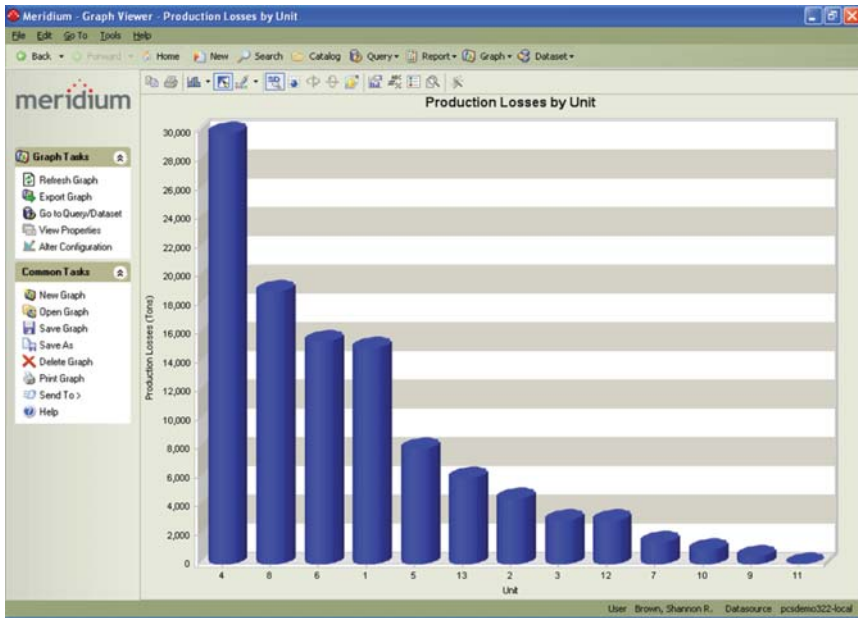 Meridium - Graph Viewer - Production Losses by Unit
File Edit Go To Tools Help
Back Forward Home New Search Catalog Query Report Graph Dataset
meridium
Graph Tasks
Refresh Graph
Export Graph
Go to Query/Dataset
View Properties
Alter Configuration
Common Tasks
New Graph
Open Graph
Save Graph
Save As
Delete Graph
Print Graph
Send To >
Help
Production Losses by Unit
Production Losses (Tons)
30,000
28,000
26,000
24,000
22,000
20,000
18,000
16,000
14,000
12,000
10,000
8,000
6,000
4,000
2,000
0
4 8 6 1 5 13 2 3 12 7 10 9 11
Unit
User Brown, Shannon R. Datasource pcsdemo322-local